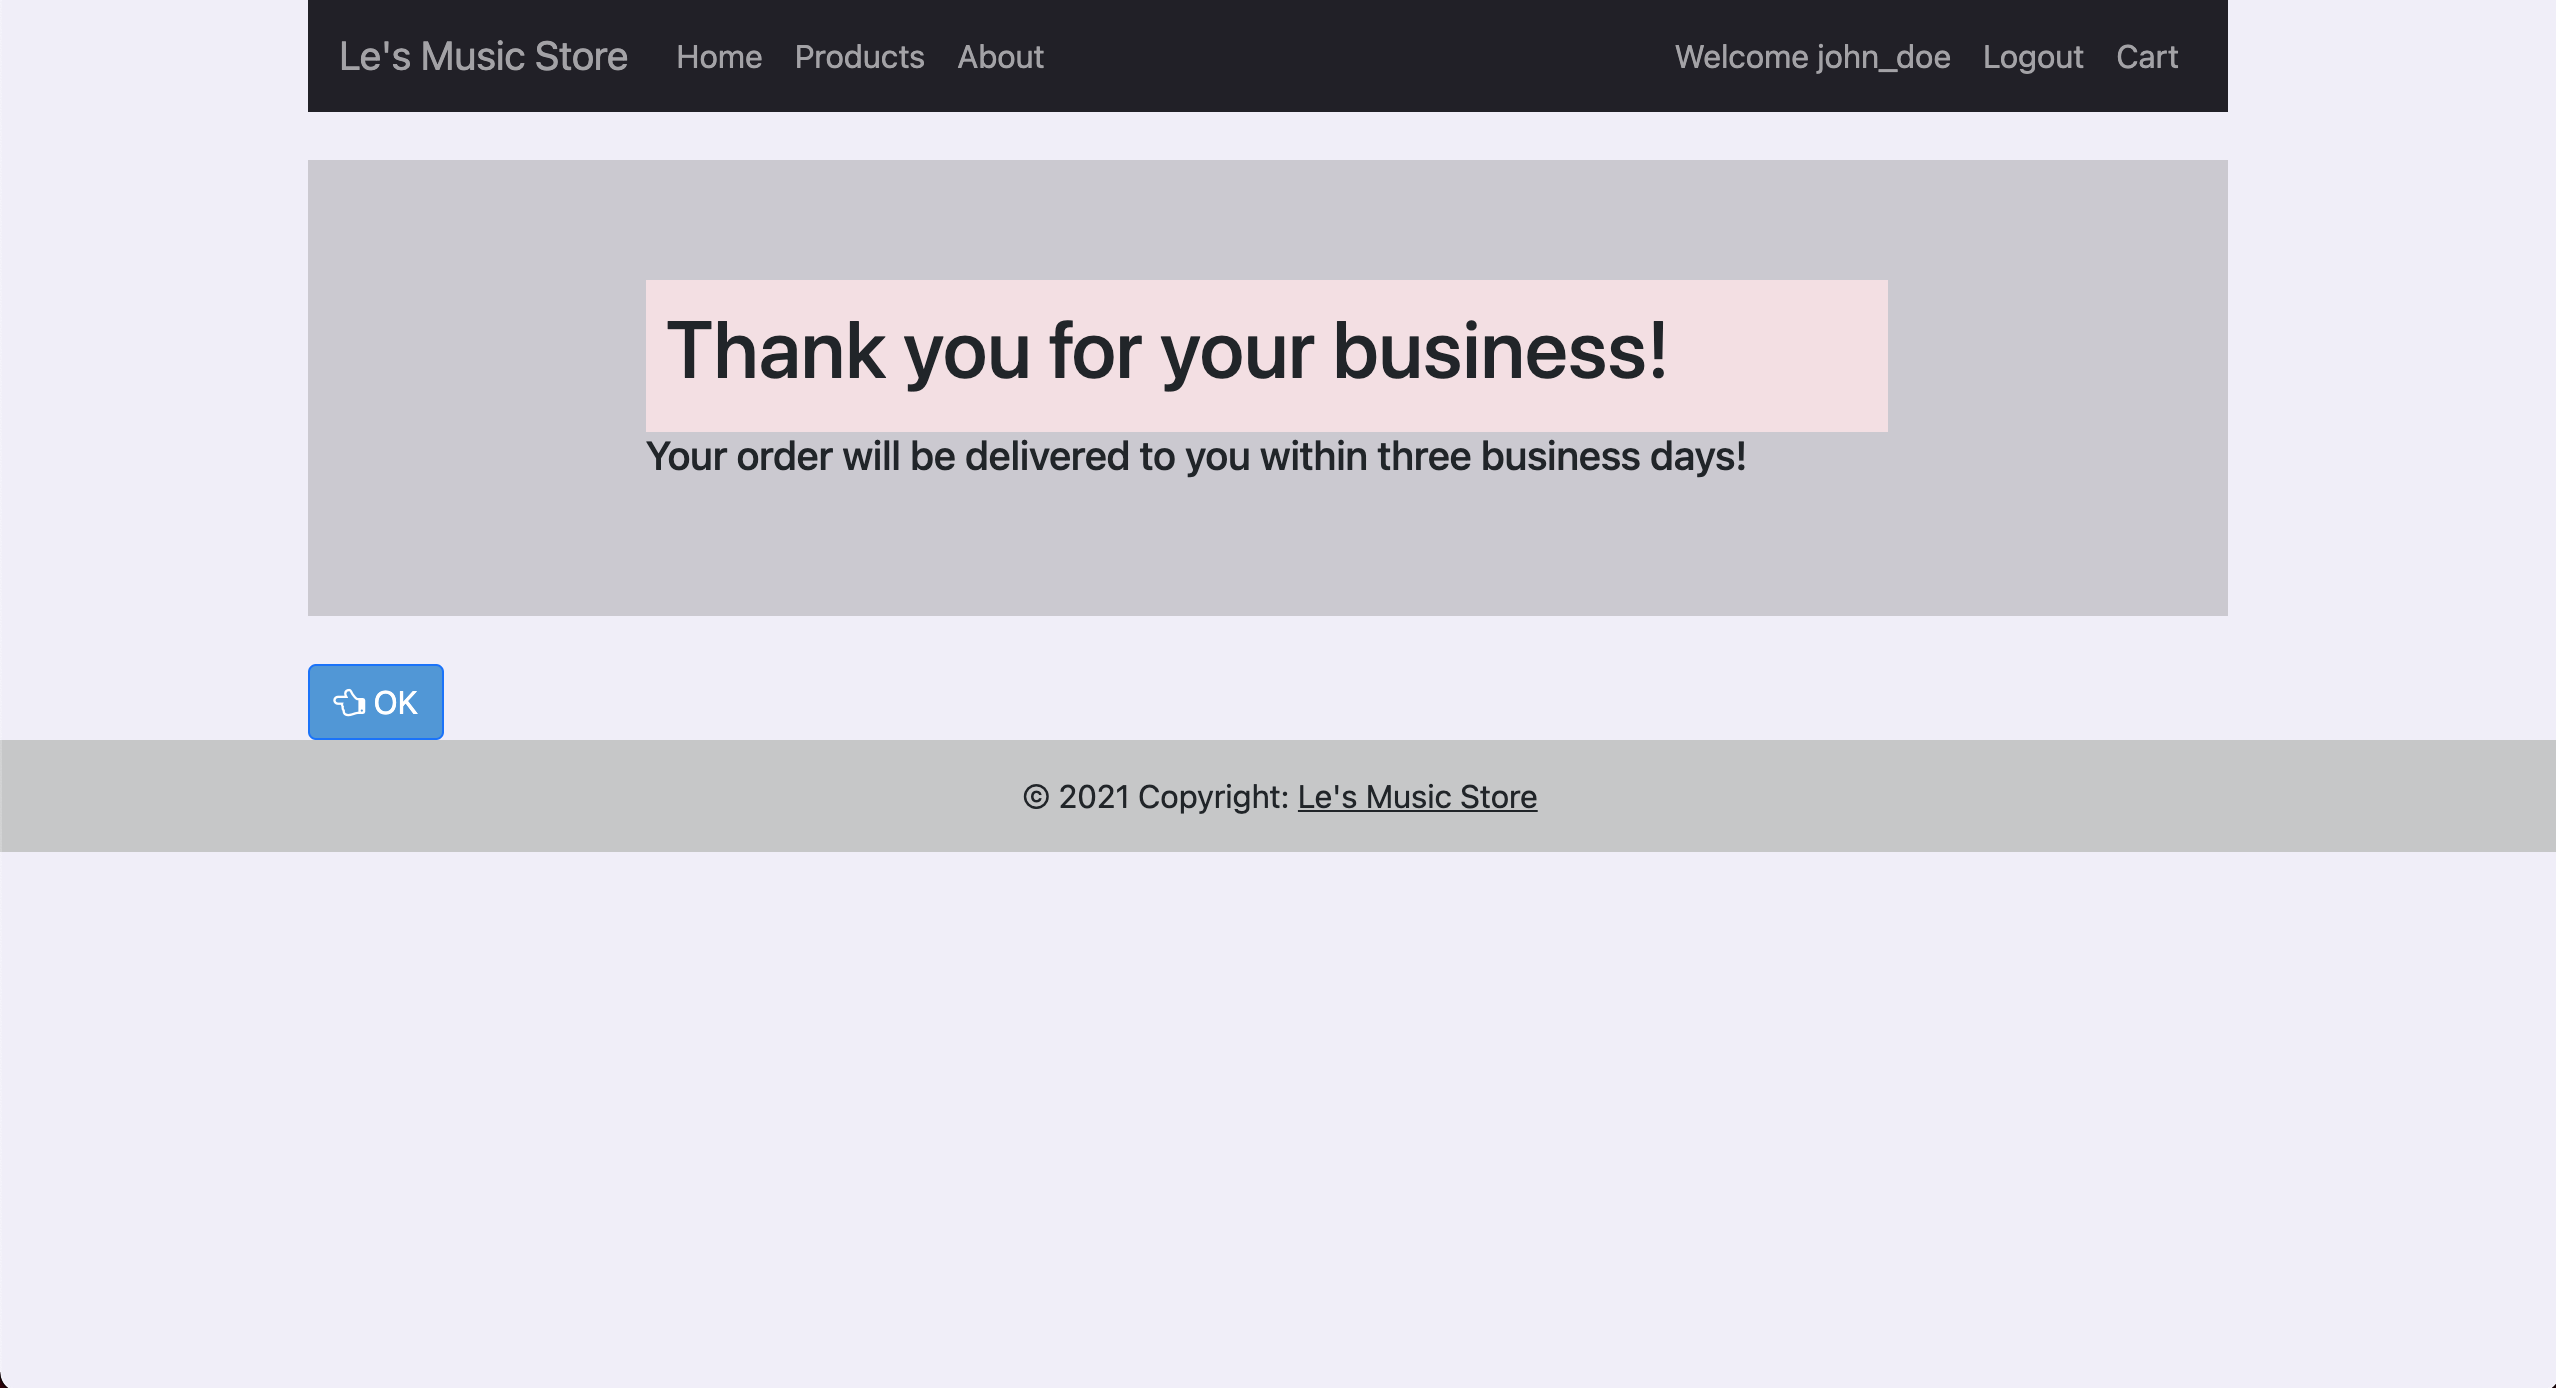 Le's Music Store Home Products About Welcome john_doe Logout Cart
Thank you for your business!
Your order will be delivered to you within three business days!
OK
© 2021 Copyright: Le's Music Store